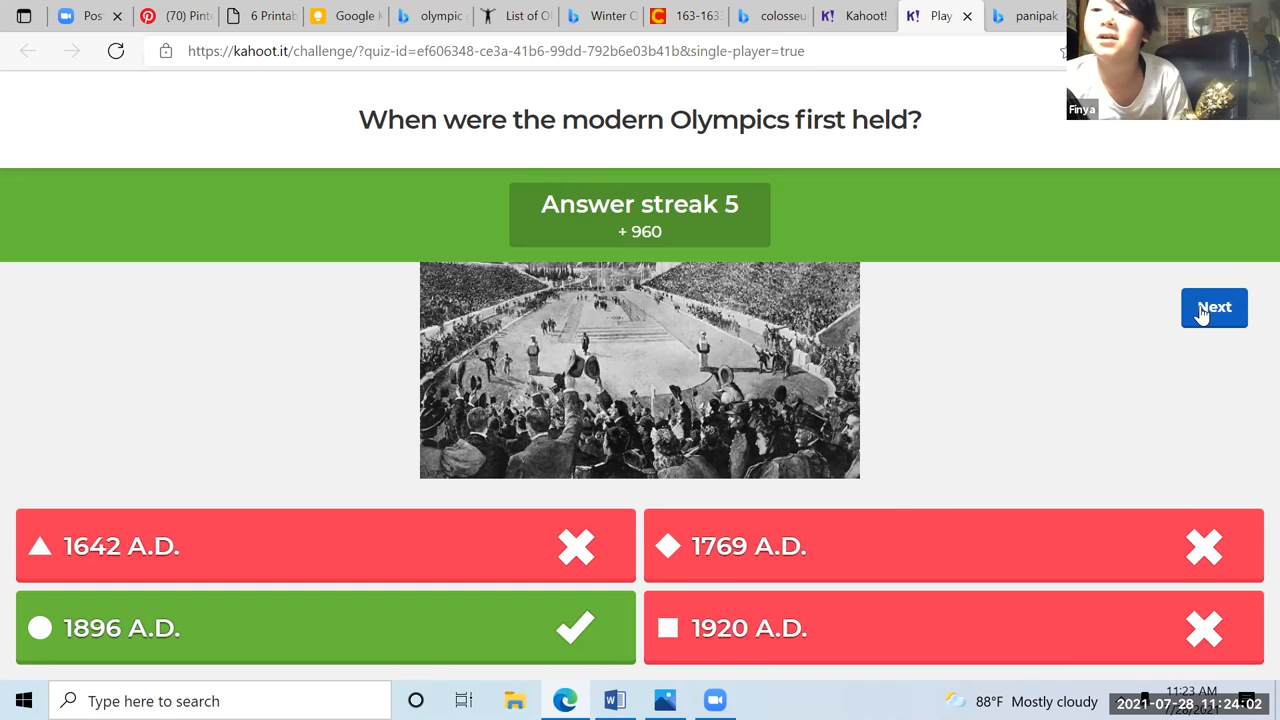 Pos
(70) Pin
6 Printab
Google
olympic
of O
Winter O
163-163
colosseu
Kahoot!
Play
panipak
https://kahoot.it/challenge/?quiz-id=ef606348-ce3a-41b6-99dd-792b6e03b41b&single-player=true
Finya
When were the modern Olympics first held?
Answer streak 5
+ 960
Next
1642 A.D.
1769 A.D.
1896 A.D.
1920 A.D.
Type here to search
88°F Mostly cloudy
11:23 AM
2021-07-28 11:24:02